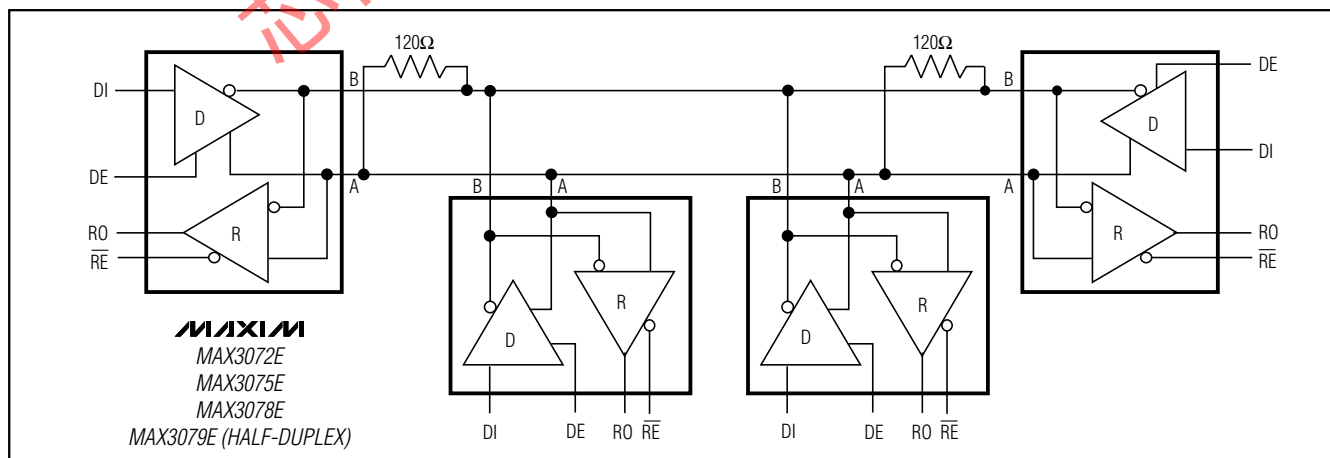 芯
120Ω
120Ω
B
B
DE
DI
D
D
DI
DE
A
B
A
B
A
A
RO
R
R
RO
RE
RE
R
R
D
D
MAXIM
MAX3072E
MAX3075E
MAX3078E
MAX3079E (HALF-DUPLEX)
DI
DE
RO
RE
DI
DE
RO
RE